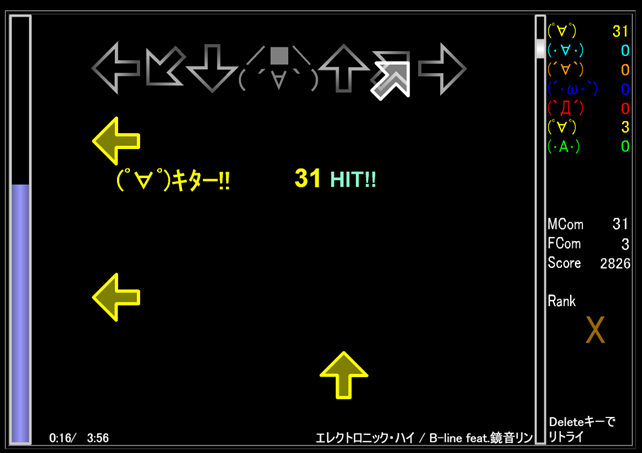 (ﾟ∀ﾟ)キター!! 31 HIT!!
(ﾟ∀ﾟ) 31
(・∀・) 0
(´∀`) 0
(´・ω・`) 0
(`Д´) 0
(ﾟ∀ﾟ) 3
(・A・) 0
MCom 31
FCom 3
Score 2826
Rank
X
Deleteキーで
リトライ
0:16/ 3:56
エレクトロニック・ハイ / B-line feat.鏡音リン